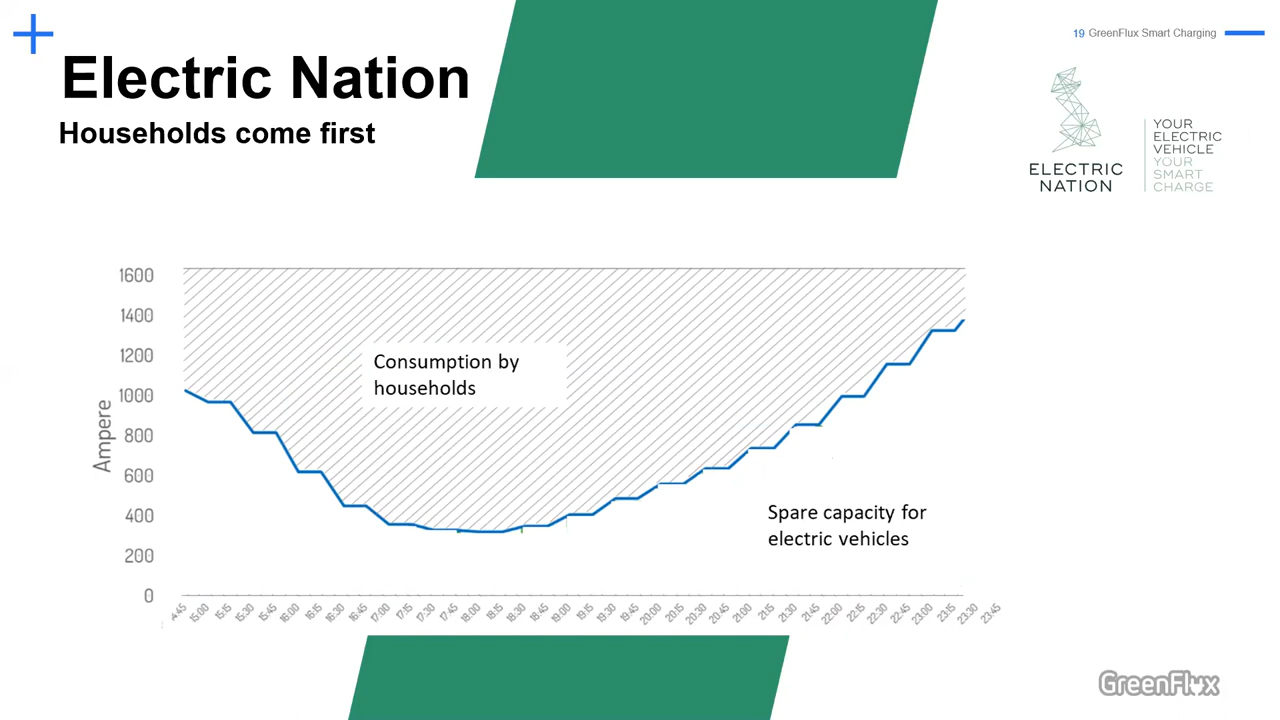 19 GreenFlux Smart Charging
Electric Nation
Households come first
ELECTRIC
NATION
YOUR
ELECTRIC
VEHICLE
YOUR
SMART
CHARGE
1600
1400
1200
1000
800
600
400
200
0
Ampere
Consumption by
households
Spare capacity for
electric vehicles
14:45 15:00 15:15 15:30 15:45 16:00 16:15 16:30 16:45 17:00 17:15 17:30 17:45 18:00 18:15 18:30 18:45 19:00 19:15 19:30 19:45 20:00 20:15 20:30 20:45 21:00 21:15 21:30 21:45 22:00 22:15 22:30 22:45 23:00 23:15 23:30 23:45
GreenFlux